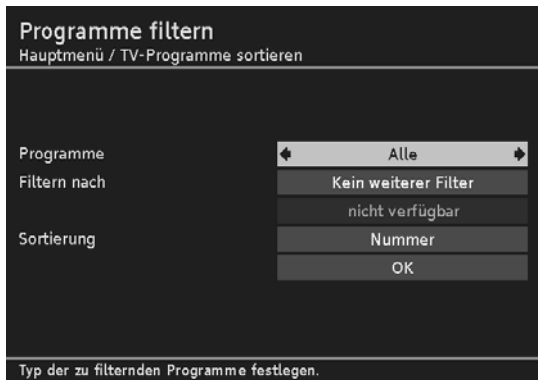 Programme filtern
Hauptmenü / TV-Programme sortieren
Programme Alle
Filtern nach Kein weiterer Filter
nicht verfügbar
Sortierung Nummer
OK
Typ der zu filternden Programme festlegen.